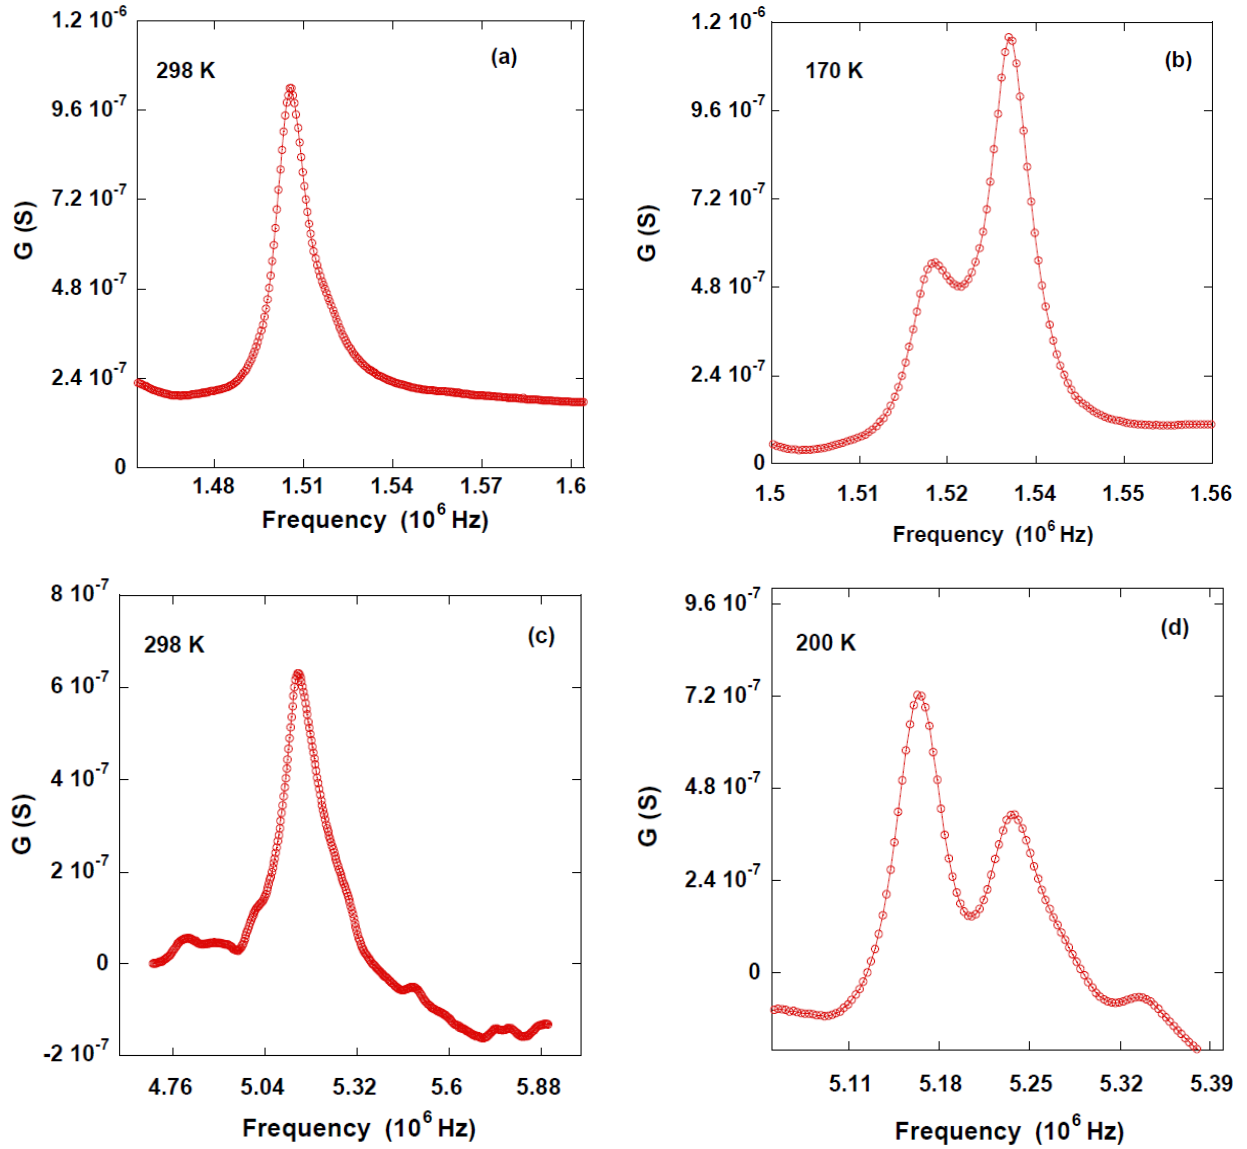 1.2 10-6
9.6 10-7
7.2 10-7
4.8 10-7
2.4 10-7
0
G (S)
298 K
(a)
1.48 1.51 1.54 1.57 1.6
Frequency (106 Hz)
1.2 10-6
9.6 10-7
7.2 10-7
4.8 10-7
2.4 10-7
0
G (S)
170 K
(b)
1.5 1.51 1.52 1.54 1.55 1.56
Frequency (106 Hz)
8 10-7
6 10-7
4 10-7
2 10-7
0
-2 10-7
G (S)
298 K
(c)
4.76 5.04 5.32 5.6 5.88
Frequency (106 Hz)
9.6 10-7
7.2 10-7
4.8 10-7
2.4 10-7
0
G (S)
200 K
(d)
5.11 5.18 5.25 5.32 5.39
Frequency (106 Hz)